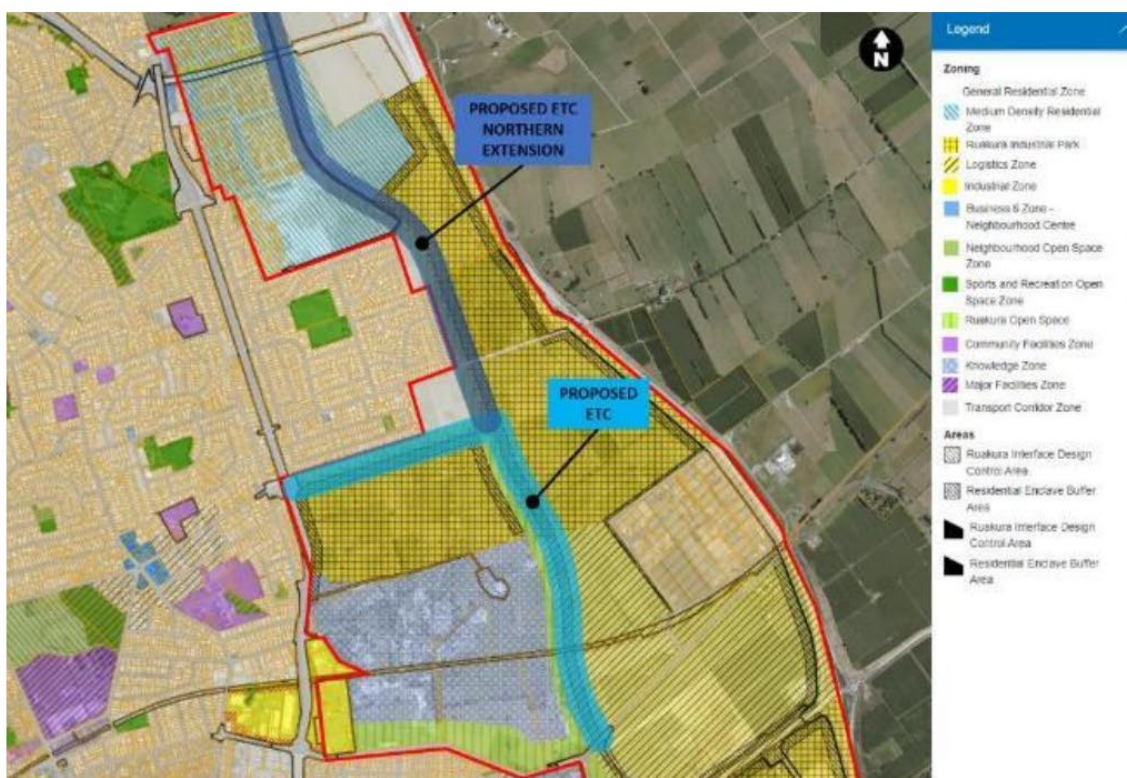 N
PROPOSED ETC
NORTHERN
EXTENSION
PROPOSED
ETC
Legend
Zoning
General Residential Zone
Medium Density Residential
Zone
Ruakura Industrial Park
Logistics Zone
Industrial Zone
Business 6 Zone -
Neighbourhood Centre
Neighbourhood Open Space
Zone
Sports and Recreation Open
Space Zone
Ruakura Open Space
Community Facilities Zone
Knowledge Zone
Major Facilities Zone
Transport Corridor Zone
Areas
Ruakura Interface Design
Control Area
Residential Enclave Buffer
Area
Ruakura Interface Design
Control Area
Residential Enclave Buffer
Area